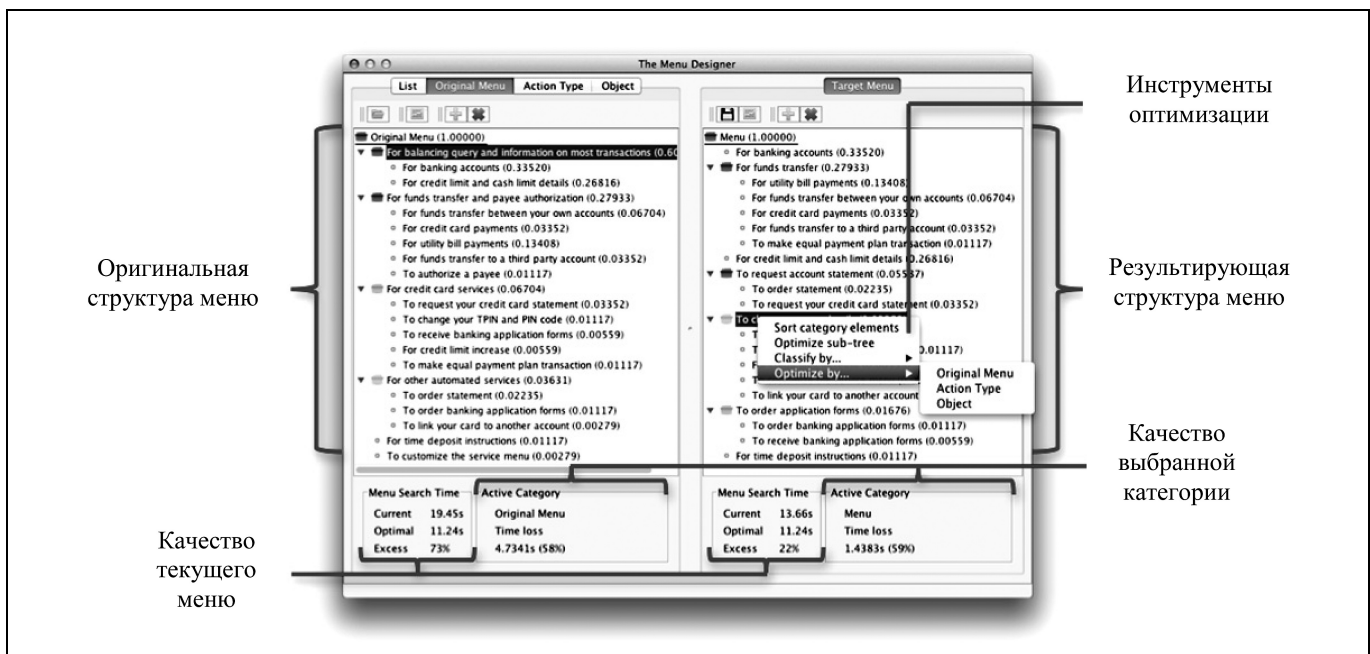 The Menu Designer
List Original Menu Action Type Object
Target Menu
Инструменты
оптимизации
Оригинальная
структура меню
Original Menu (1.00000)
For balancing query and information on most transactions (0.60
For banking accounts (0.33520)
For credit limit and cash limit details (0.26816)
For funds transfer and payee authorization (0.27933)
For funds transfer between your own accounts (0.06704)
For credit card payments (0.03352)
For utility bill payments (0.13408)
For funds transfer to a third party account (0.03352)
To authorize a payee (0.01117)
For credit card services (0.06704)
To request your credit card statement (0.03352)
To change your TPIN and PIN code (0.01117)
To receive banking application forms (0.00559)
For credit limit increase (0.00559)
To make equal payment plan transaction (0.01117)
For other automated services (0.03631)
To order statement (0.02235)
To order banking application forms (0.01117)
To link your card to another account (0.00279)
For time deposit instructions (0.01117)
To customize the service menu (0.00279)
Menu (1.00000)
For banking accounts (0.33520)
For funds transfer (0.27933)
For utility bill payments (0.13408)
For funds transfer between your own accounts (0.06704)
For credit card payments (0.03352)
For funds transfer to a third party account (0.03352)
To make equal payment plan transaction (0.01117)
For credit limit and cash limit details (0.26816)
To request account statement (0.05587)
To order statement (0.02235)
To request your credit card statement (0.03352)
0.01117)
To link your card to another account
To order application forms (0.01676)
To order banking application forms (0.01117)
To receive banking application forms (0.00559)
For time deposit instructions (0.01117)
Sort category elements
Optimize sub-tree
Classify by...
Optimize by...
Original Menu
Action Type
Object
Результирующая
структура меню
Качество
выбранной
категории
Menu Search Time
Current 19.45s
Optimal 11.24s
Excess 73%
Active Category
Original Menu
Time loss
4.7341s (58%)
Menu Search Time
Current 13.66s
Optimal 11.24s
Excess 22%
Active Category
Menu
Time loss
1.4383s (59%)
Качество
текущего
меню